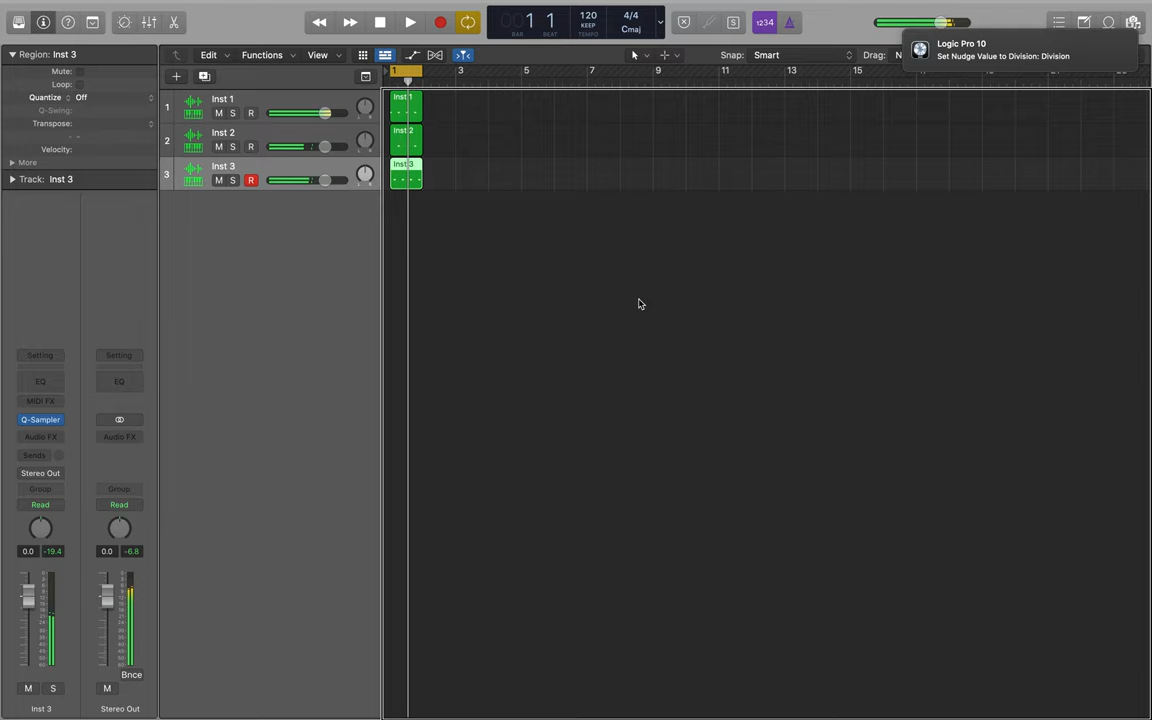 1 1
BAR BEAT
120
KEEP
TEMPO
4/4
Cmaj
1234
Logic Pro 10
Set Nudge Value to Division: Division
Region: Inst 3
Mute:
Loop:
Quantize Off
Q-Swing:
Transpose:
Velocity:
More
Track: Inst 3
Edit Functions View
Snap: Smart Drag: N
1 3 5 7 9 11 13 15
1 Inst 1
M S R
L R
2 Inst 2
M S R
L R
3 Inst 3
M S R
L R
Inst 1
Inst 2
Inst 3
Setting Setting
EQ EQ
MIDI FX
Q-Sampler
Audio FX Audio FX
Sends
Stereo Out
Group Group
Read Read
0.0 -19.4 0.0 -6.8
Bnce
M S M
Inst 3 Stereo Out